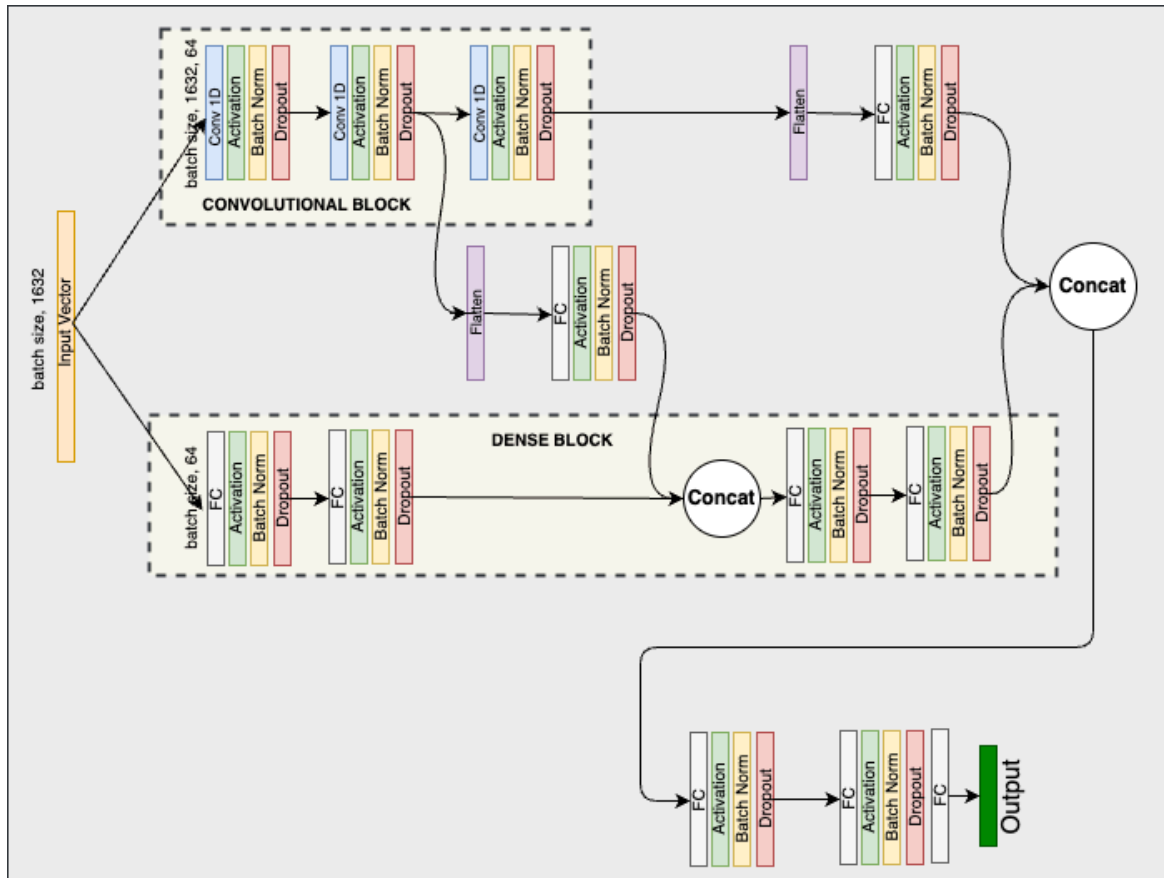 batch size, 1632
Input Vector
batch size, 1632, 64
Conv 1D
Activation
Batch Norm
Dropout
Conv 1D
Activation
Batch Norm
Dropout
Conv 1D
Activation
Batch Norm
Dropout
CONVOLUTIONAL BLOCK
Flatten
FC
Activation
Batch Norm
Dropout
Flatten
FC
Activation
Batch Norm
Dropout
Concat
DENSE BLOCK
batch size, 64
FC
Activation
Batch Norm
Dropout
FC
Activation
Batch Norm
Dropout
Concat
FC
Activation
Batch Norm
Dropout
FC
Activation
Batch Norm
Dropout
FC
Activation
Batch Norm
Dropout
FC
Activation
Batch Norm
Dropout
FC
Output